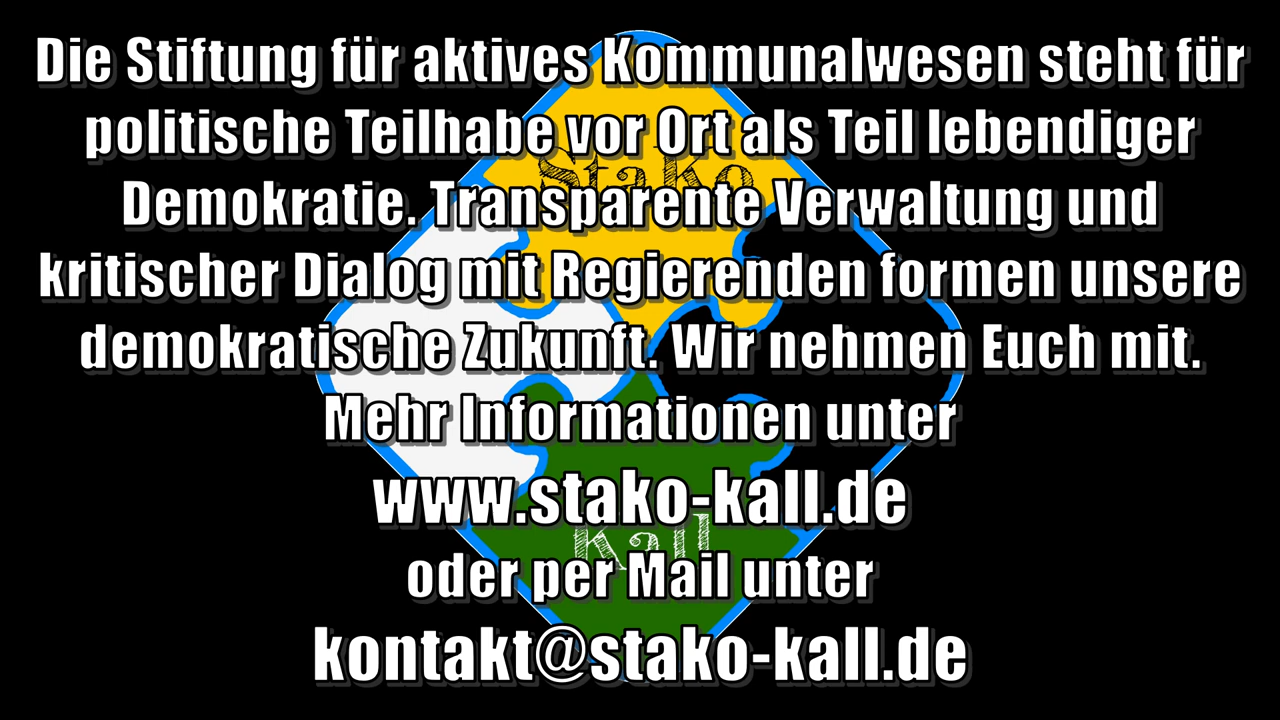 Die Stiftung für aktives Kommunalwesen steht für
politische Teilhabe vor Ort als Teil lebendiger
StaKo
Demokratie. Transparente Verwaltung und
kritischer Dialog mit Regierenden formen unsere
demokratische Zukunft. Wir nehmen Euch mit.
Mehr Informationen unter
www.stako-kall.de
Kall
oder per Mail unter
kontakt@stako-kall.de